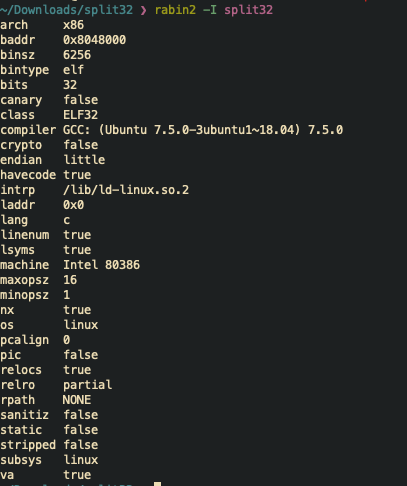 ~/Downloads/split32 ❯ rabin2 -I split32
arch     x86
baddr    0x8048000
binsz    6256
bintype  elf
bits     32
canary   false
class    ELF32
compiler GCC: (Ubuntu 7.5.0-3ubuntu1~18.04) 7.5.0
crypto   false
endian   little
havecode true
intrp    /lib/ld-linux.so.2
laddr    0x0
lang     c
linenum  true
lsyms    true
machine  Intel 80386
maxopsz  16
minopsz  1
nx       true
os       linux
pcalign  0
pic      false
relocs   true
relro    partial
rpath    NONE
sanitiz  false
static   false
stripped false
subsys   linux
va       true